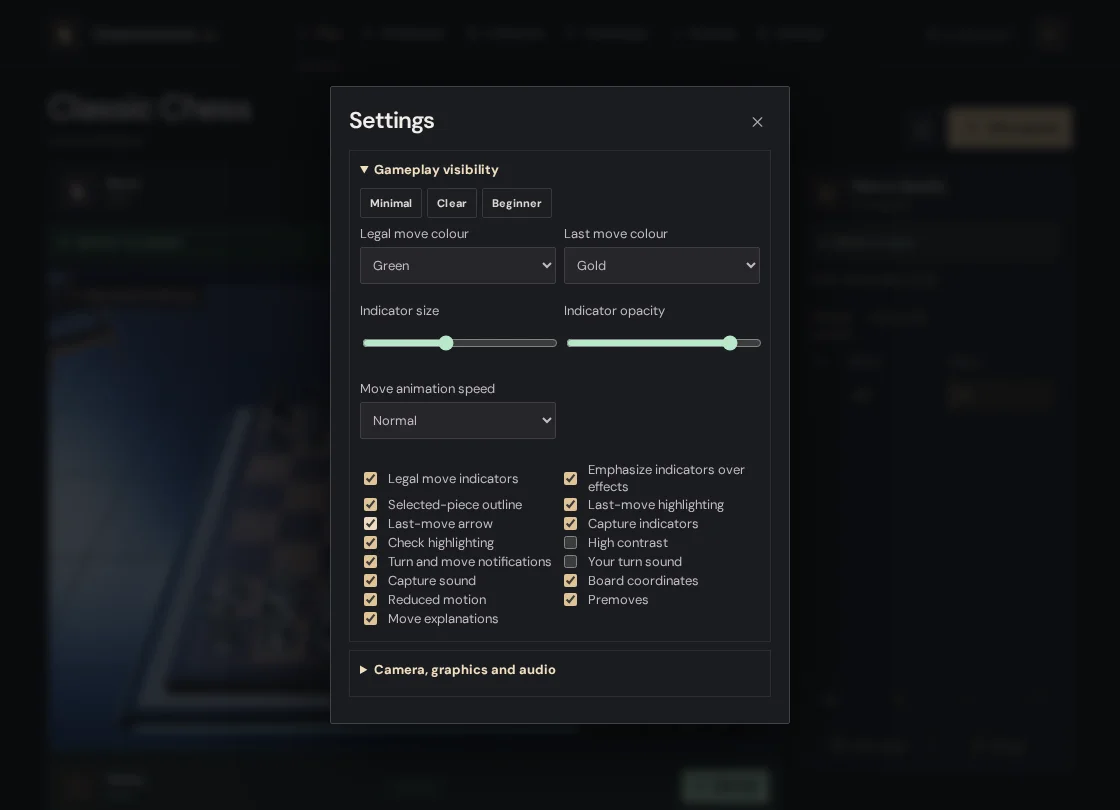 Classic Chess
Settings
Gameplay visibility
Minimal Clear Beginner
Legal move colour Last move colour
Green Gold
Indicator size Indicator opacity
Move animation speed
Normal
Legal move indicators Emphasize indicators over
effects
Selected-piece outline Last-move highlighting
Last-move arrow Capture indicators
Check highlighting High contrast
Turn and move notifications Your turn sound
Capture sound Board coordinates
Reduced motion Premoves
Move explanations
Camera, graphics and audio